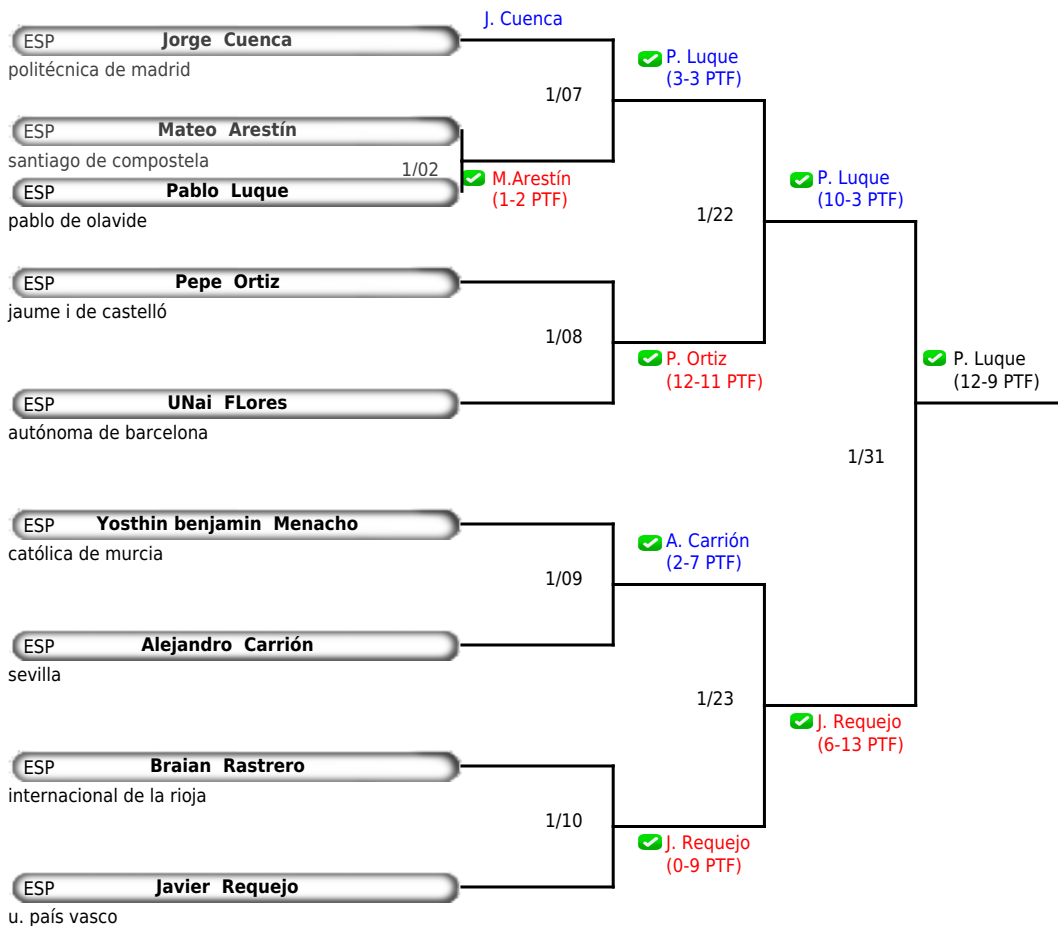 J. Cuenca
ESP Jorge Cuenca
politécnica de madrid
P. Luque
(3-3 PTF)
1/07
ESP Mateo Arestín
santiago de compostela
1/02
M.Arestín
(1-2 PTF)
ESP Pablo Luque
pablo de olavide
P. Luque
(10-3 PTF)
1/22
ESP Pepe Ortiz
jaume i de castelló
1/08
P. Ortiz
(12-11 PTF)
P. Luque
(12-9 PTF)
ESP UNai FLores
autónoma de barcelona
1/31
ESP Yosthin benjamin Menacho
católica de murcia
A. Carrión
(2-7 PTF)
1/09
ESP Alejandro Carrión
sevilla
1/23
J. Requejo
(6-13 PTF)
ESP Braian Rastrero
internacional de la rioja
1/10
J. Requejo
(0-9 PTF)
ESP Javier Requejo
u. país vasco